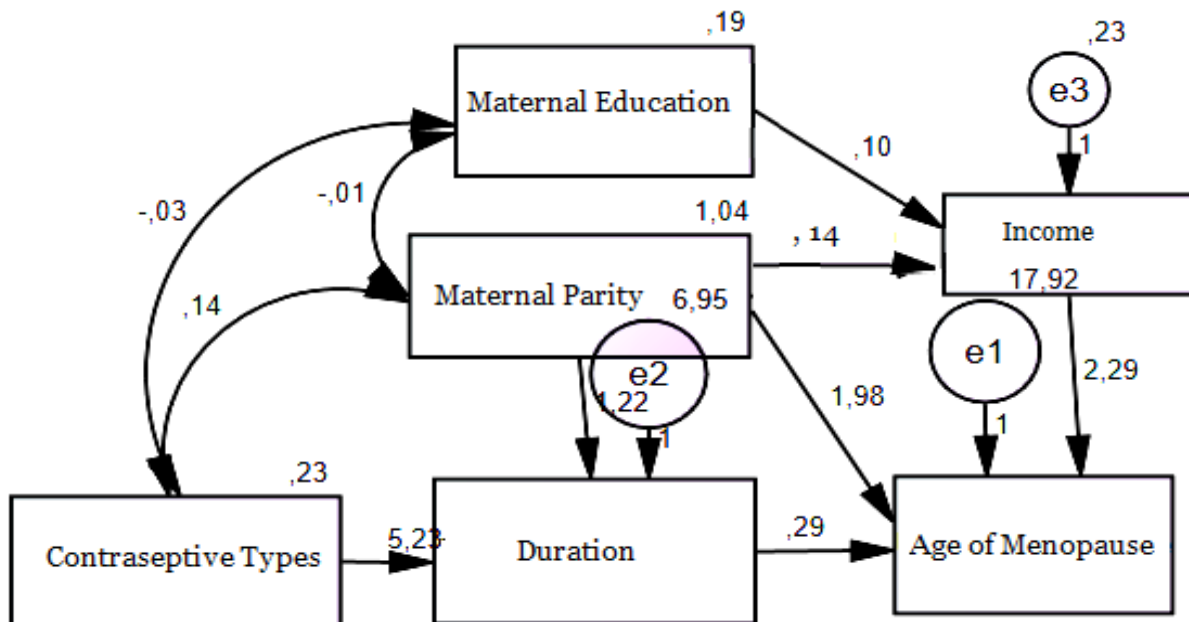 ,19
,23
e3
Maternal Education
1
,10
-,01
-,03
1,04
, 14
Income
,14
Maternal Parity
6,95
17,92
e1
e2
2,29
1,22
1,98
1
1
,23
5,23
Duration
,29
Age of Menopause
Contraseptive Types